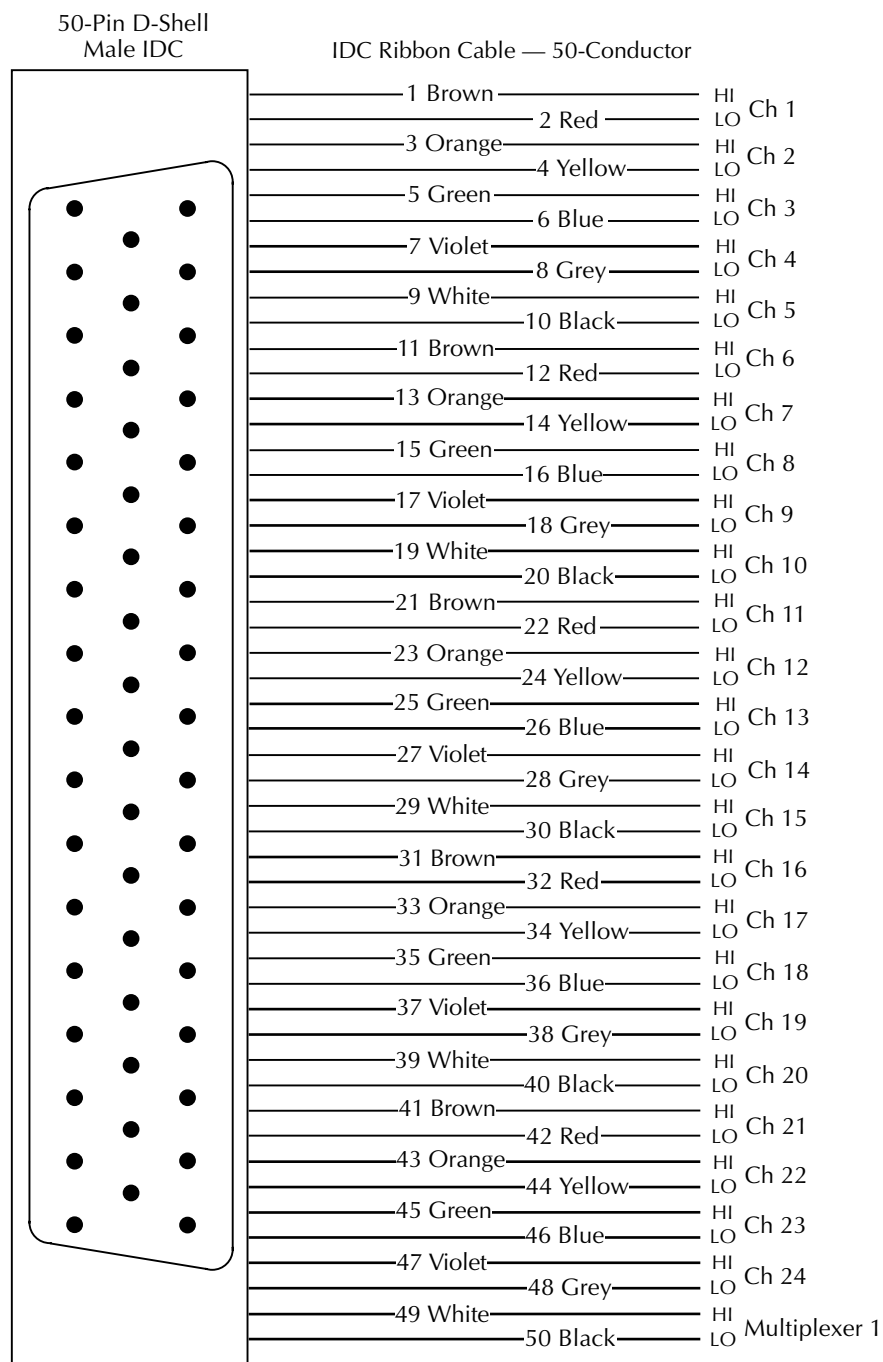 50-Pin D-Shell
Male IDC
IDC Ribbon Cable — 50-Conductor
1 Brown HI
2 Red LO
Ch 1
3 Orange HI
4 Yellow LO
Ch 2
5 Green HI
6 Blue LO
Ch 3
7 Violet HI
8 Grey LO
Ch 4
9 White HI
10 Black LO
Ch 5
11 Brown HI
12 Red LO
Ch 6
13 Orange HI
14 Yellow LO
Ch 7
15 Green HI
16 Blue LO
Ch 8
17 Violet HI
18 Grey LO
Ch 9
19 White HI
20 Black LO
Ch 10
21 Brown HI
22 Red LO
Ch 11
23 Orange HI
24 Yellow LO
Ch 12
25 Green HI
26 Blue LO
Ch 13
27 Violet HI
28 Grey LO
Ch 14
29 White HI
30 Black LO
Ch 15
31 Brown HI
32 Red LO
Ch 16
33 Orange HI
34 Yellow LO
Ch 17
35 Green HI
36 Blue LO
Ch 18
37 Violet HI
38 Grey LO
Ch 19
39 White HI
40 Black LO
Ch 20
41 Brown HI
42 Red LO
Ch 21
43 Orange HI
44 Yellow LO
Ch 22
45 Green HI
46 Blue LO
Ch 23
47 Violet HI
48 Grey LO
Ch 24
49 White HI
50 Black LO
Multiplexer 1